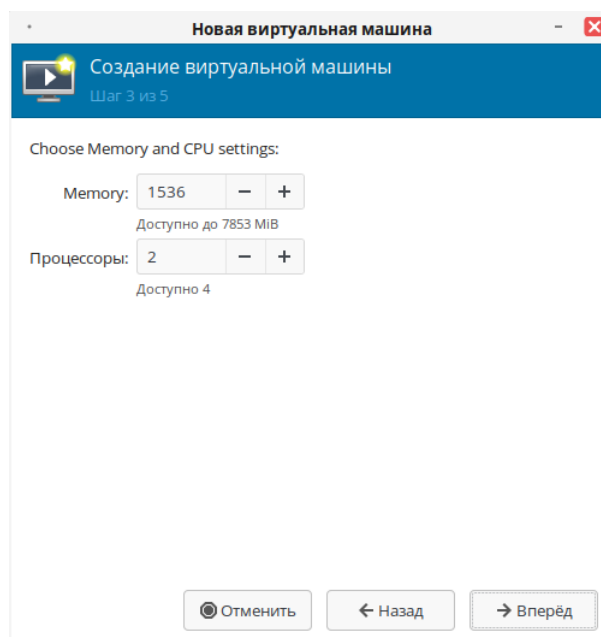 Новая виртуальная машина
Создание виртуальной машины
Шаг 3 из 5
Choose Memory and CPU settings:
Memory: 1536 − +
Доступно до 7853 MiB
Процессоры: 2 − +
Доступно 4
Отменить Назад Вперёд